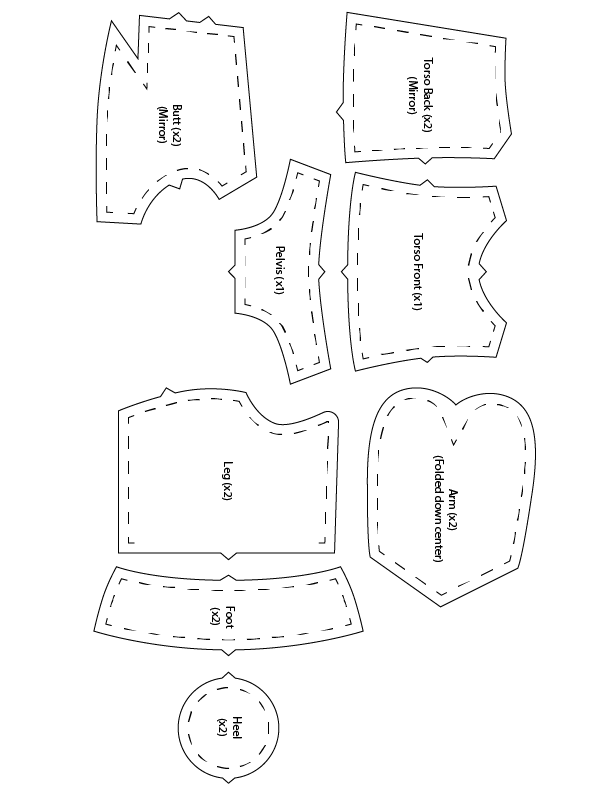 Butt (x2)
(Mirror)
Torso Back (x2)
(Mirror)
Pelvis (x1)
Torso Front (x1)
Leg (x2)
Arm (x2)
(Folded down center)
Foot
(x2)
Heel
(x2)